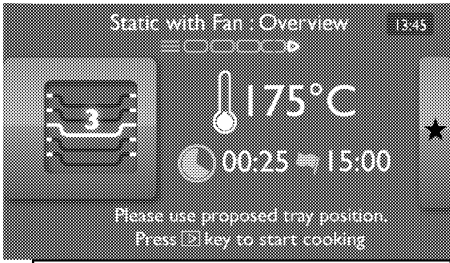 Static with Fan : Overview
13:45
3
175°C
00:25 15:00
Please use proposed tray position.
Press > key to start cooking